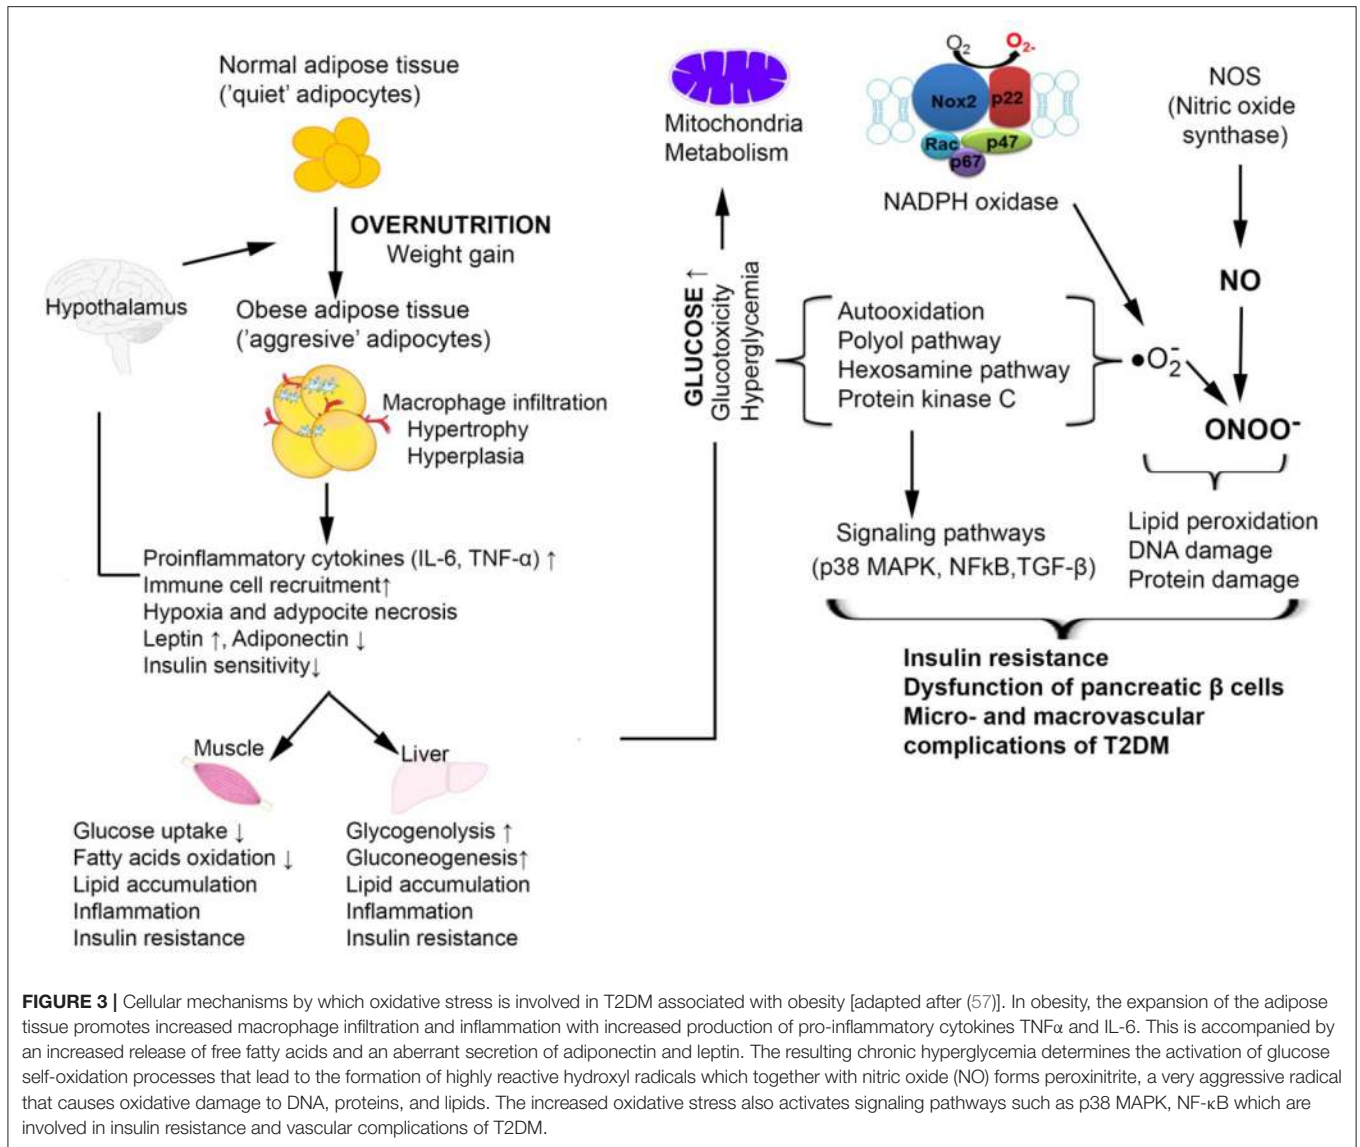 Normal adipose tissue
('quiet' adipocytes)
OVERNUTRITION
Weight gain
Hypothalamus
Obese adipose tissue
('aggresive' adipocytes)
Macrophage infiltration
Hypertrophy
Hyperplasia
Proinflammatory cytokines (IL-6, TNF-α) ↑
Immune cell recruitment↑
Hypoxia and adypocite necrosis
Leptin ↑, Adiponectin ↓
Insulin sensitivity↓
Muscle
Glucose uptake ↓
Fatty acids oxidation ↓
Lipid accumulation
Inflammation
Insulin resistance
Liver
Glycogenolysis ↑
Gluconeogenesis↑
Lipid accumulation
Inflammation
Insulin resistance
Mitochondria
Metabolism
GLUCOSE ↑
Glucotoxicity
Hyperglycemia
O2
O2-
Nox2
p22
Rac
p47
p67
NADPH oxidase
Autooxidation
Polyol pathway
Hexosamine pathway
Protein kinase C
•O2-
NOS
(Nitric oxide
synthase)
NO
ONOO-
Signaling pathways
(p38 MAPK, NFkB,TGF-β)
Lipid peroxidation
DNA damage
Protein damage
Insulin resistance
Dysfunction of pancreatic β cells
Micro- and macrovascular
complications of T2DM
FIGURE 3 | Cellular mechanisms by which oxidative stress is involved in T2DM associated with obesity [adapted after (57)]. In obesity, the expansion of the adipose
tissue promotes increased macrophage infiltration and inflammation with increased production of pro-inflammatory cytokines TNFα and IL-6. This is accompanied by
an increased release of free fatty acids and an aberrant secretion of adiponectin and leptin. The resulting chronic hyperglycemia determines the activation of glucose
self-oxidation processes that lead to the formation of highly reactive hydroxyl radicals which together with nitric oxide (NO) forms peroxinitrite, a very aggressive radical
that causes oxidative damage to DNA, proteins, and lipids. The increased oxidative stress also activates signaling pathways such as p38 MAPK, NF-κB which are
involved in insulin resistance and vascular complications of T2DM.